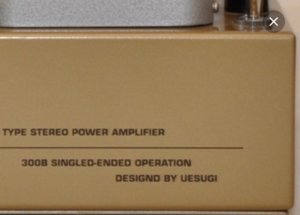 TYPE STEREO POWER AMPLIFIER
300B SINGLED-ENDED OPERATION
DESIGND BY UESUGI